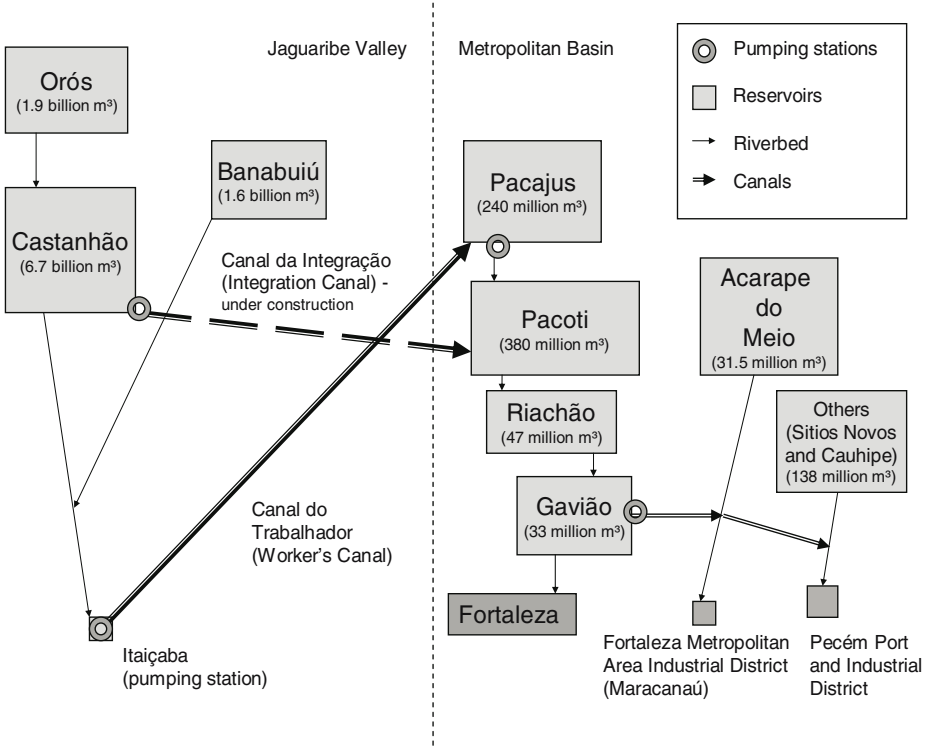 Jaguaribe Valley
Metropolitan Basin
Pumping stations
Reservoirs
Riverbed
Canals
Orós
(1.9 billion m³)
Banabuiú
(1.6 billion m³)
Castanhão
(6.7 billion m³)
Canal da Integração
(Integration Canal) -
under construction
Pacajus
(240 million m³)
Pacoti
(380 million m³)
Riachão
(47 million m³)
Gavião
(33 million m³)
Fortaleza
Acarape
do
Meio
(31.5 million m³)
Others
(Sitios Novos
and Cauhipe)
(138 million m³)
Canal do
Trabalhador
(Worker's Canal)
Itaiçaba
(pumping station)
Fortaleza Metropolitan
Area Industrial District
(Maracanaú)
Pecém Port
and Industrial
District